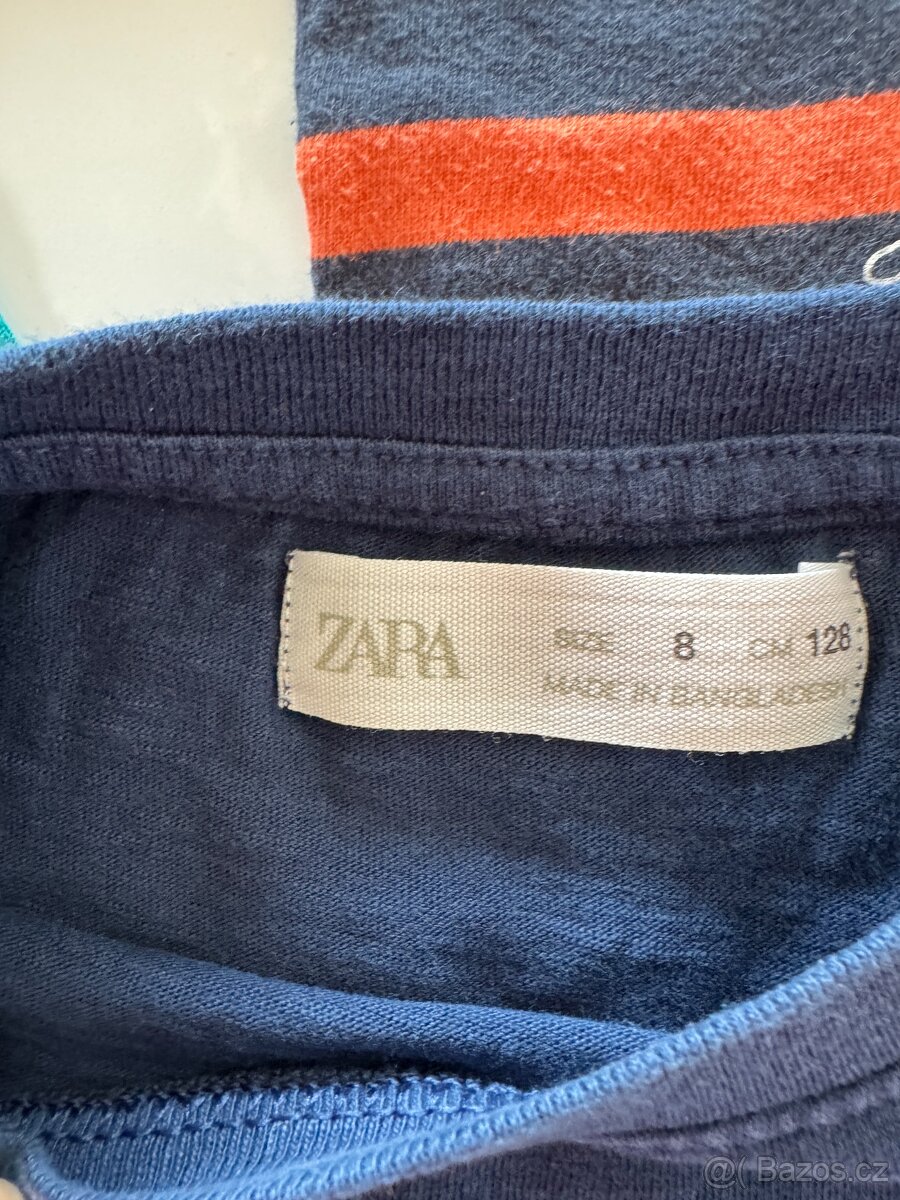 ZARA
SIZE 8 CM 128
MADE IN BANGLADESH
@( Bazos.cz